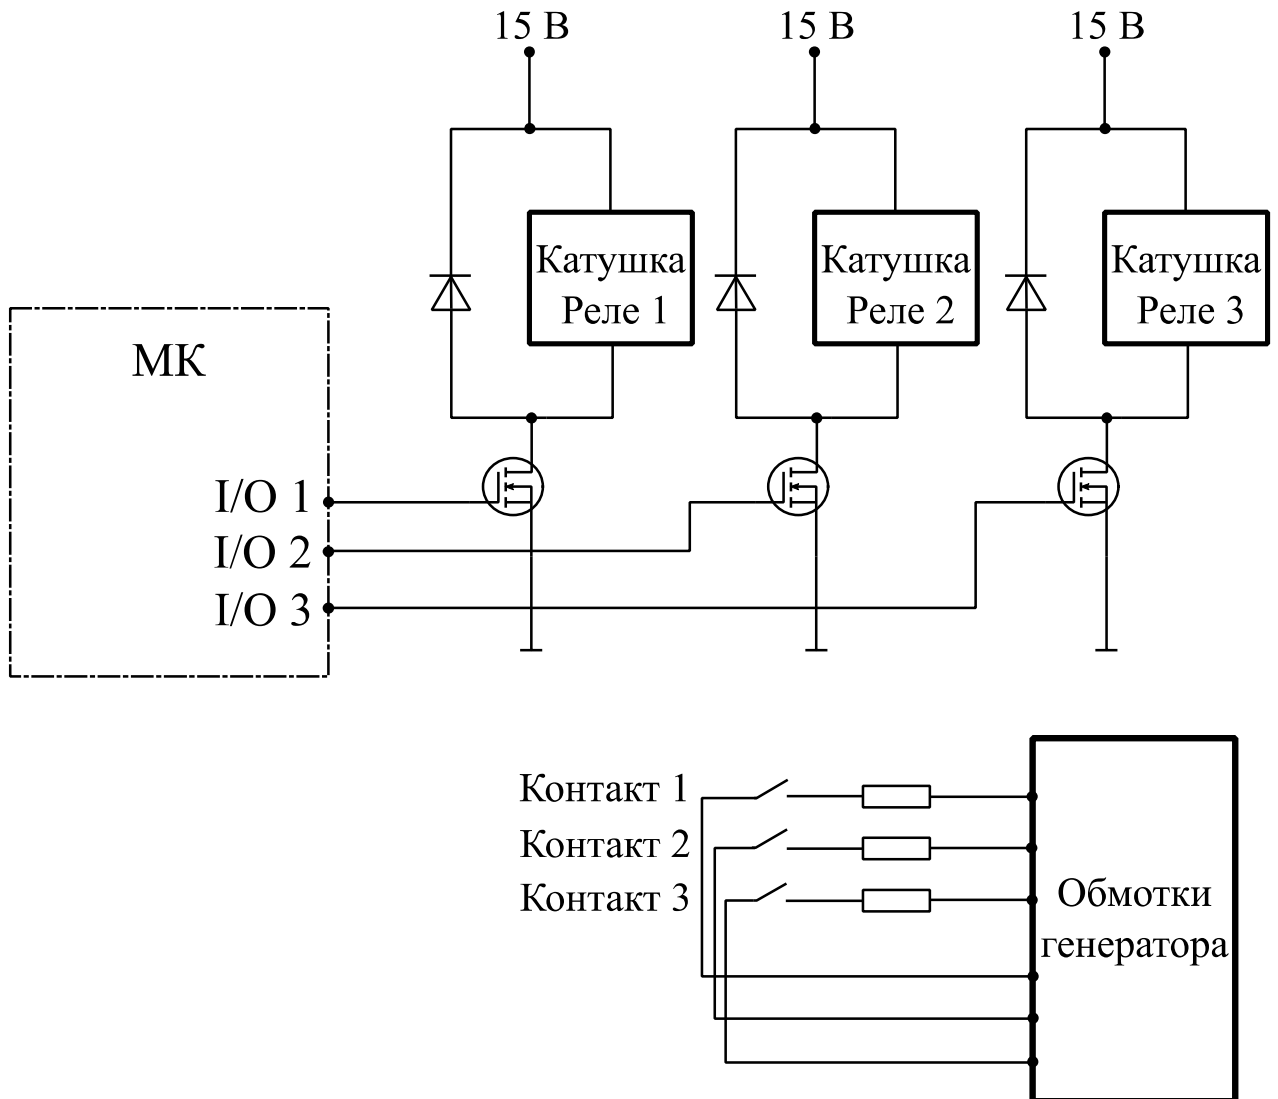 15 В
15 В
15 В
Катушка
Реле 1
Катушка
Реле 2
Катушка
Реле 3
МК
I/O 1
I/O 2
I/O 3
Контакт 1
Контакт 2
Контакт 3
Обмотки
генератора